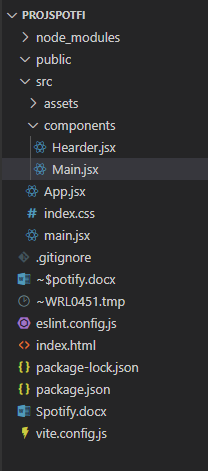 PROJSPOTFI
node_modules
public
src
assets
components
Hearder.jsx
Main.jsx
App.jsx
index.css
main.jsx
.gitignore
~$potify.docx
~WRL0451.tmp
eslint.config.js
index.html
package-lock.json
package.json
Spotify.docx
vite.config.js